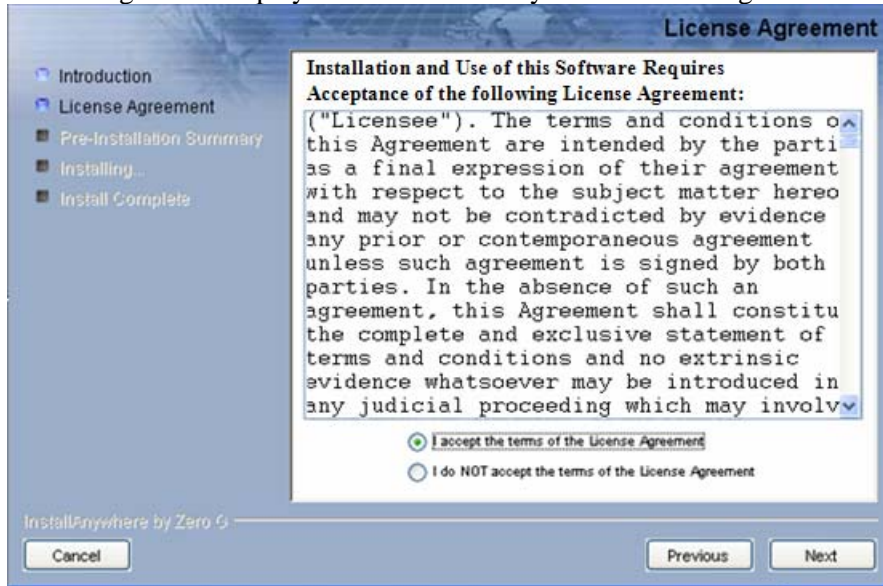 License Agreement
Introduction
License Agreement
Pre-Installation Summary
Installing...
Install Complete
Installation and Use of this Software Requires
Acceptance of the following License Agreement:
("Licensee"). The terms and conditions o
this Agreement are intended by the parti
as a final expression of their agreement
with respect to the subject matter hereo
and may not be contradicted by evidence
any prior or contemporaneous agreement
unless such agreement is signed by both
parties. In the absence of such an
agreement, this Agreement shall constitu
the complete and exclusive statement of
terms and conditions and no extrinsic
evidence whatsoever may be introduced in
any judicial proceeding which may involv
I accept the terms of the License Agreement
I do NOT accept the terms of the License Agreement
InstallAnywhere by Zero G
Cancel
Previous
Next